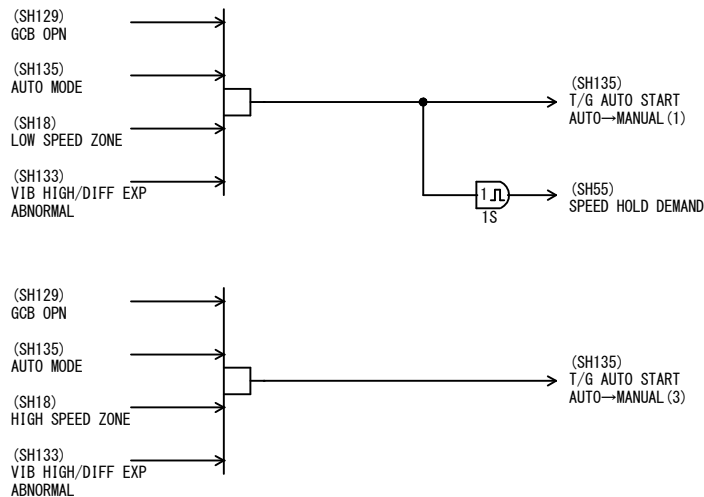 (SH129)
GCB OPN
(SH135)
AUTO MODE
(SH18)
LOW SPEED ZONE
(SH133)
VIB HIGH/DIFF EXP
ABNORMAL
(SH135)
T/G AUTO START
AUTO→MANUAL(1)
1
1S
(SH55)
SPEED HOLD DEMAND
(SH129)
GCB OPN
(SH135)
AUTO MODE
(SH18)
HIGH SPEED ZONE
(SH133)
VIB HIGH/DIFF EXP
ABNORMAL
(SH135)
T/G AUTO START
AUTO→MANUAL(3)